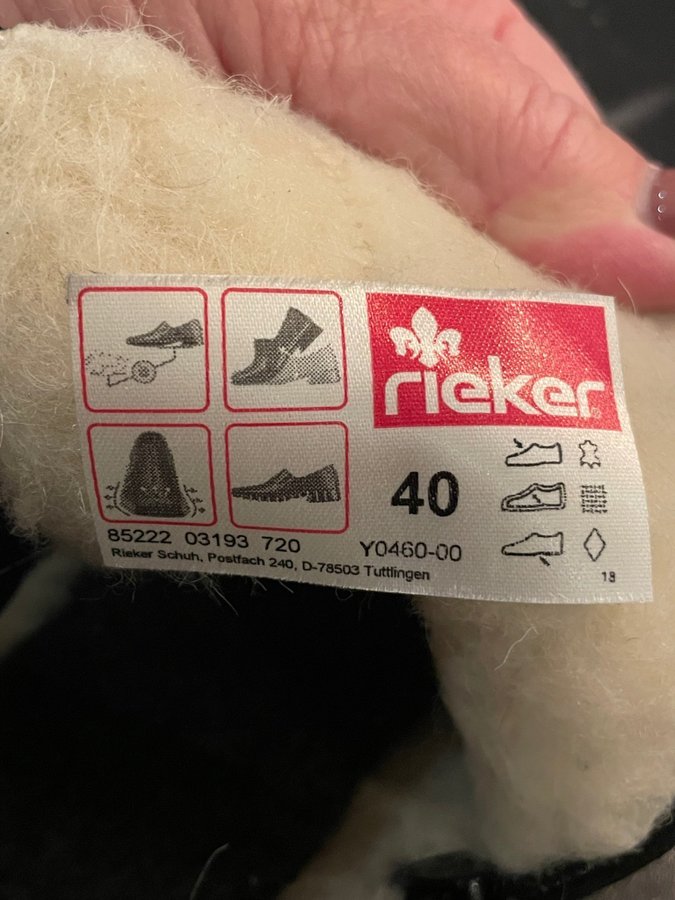 rieker
40
85222 03193 720
Y0460-00
Rieker Schuh, Postfach 240, D-78503 Tuttlingen
18